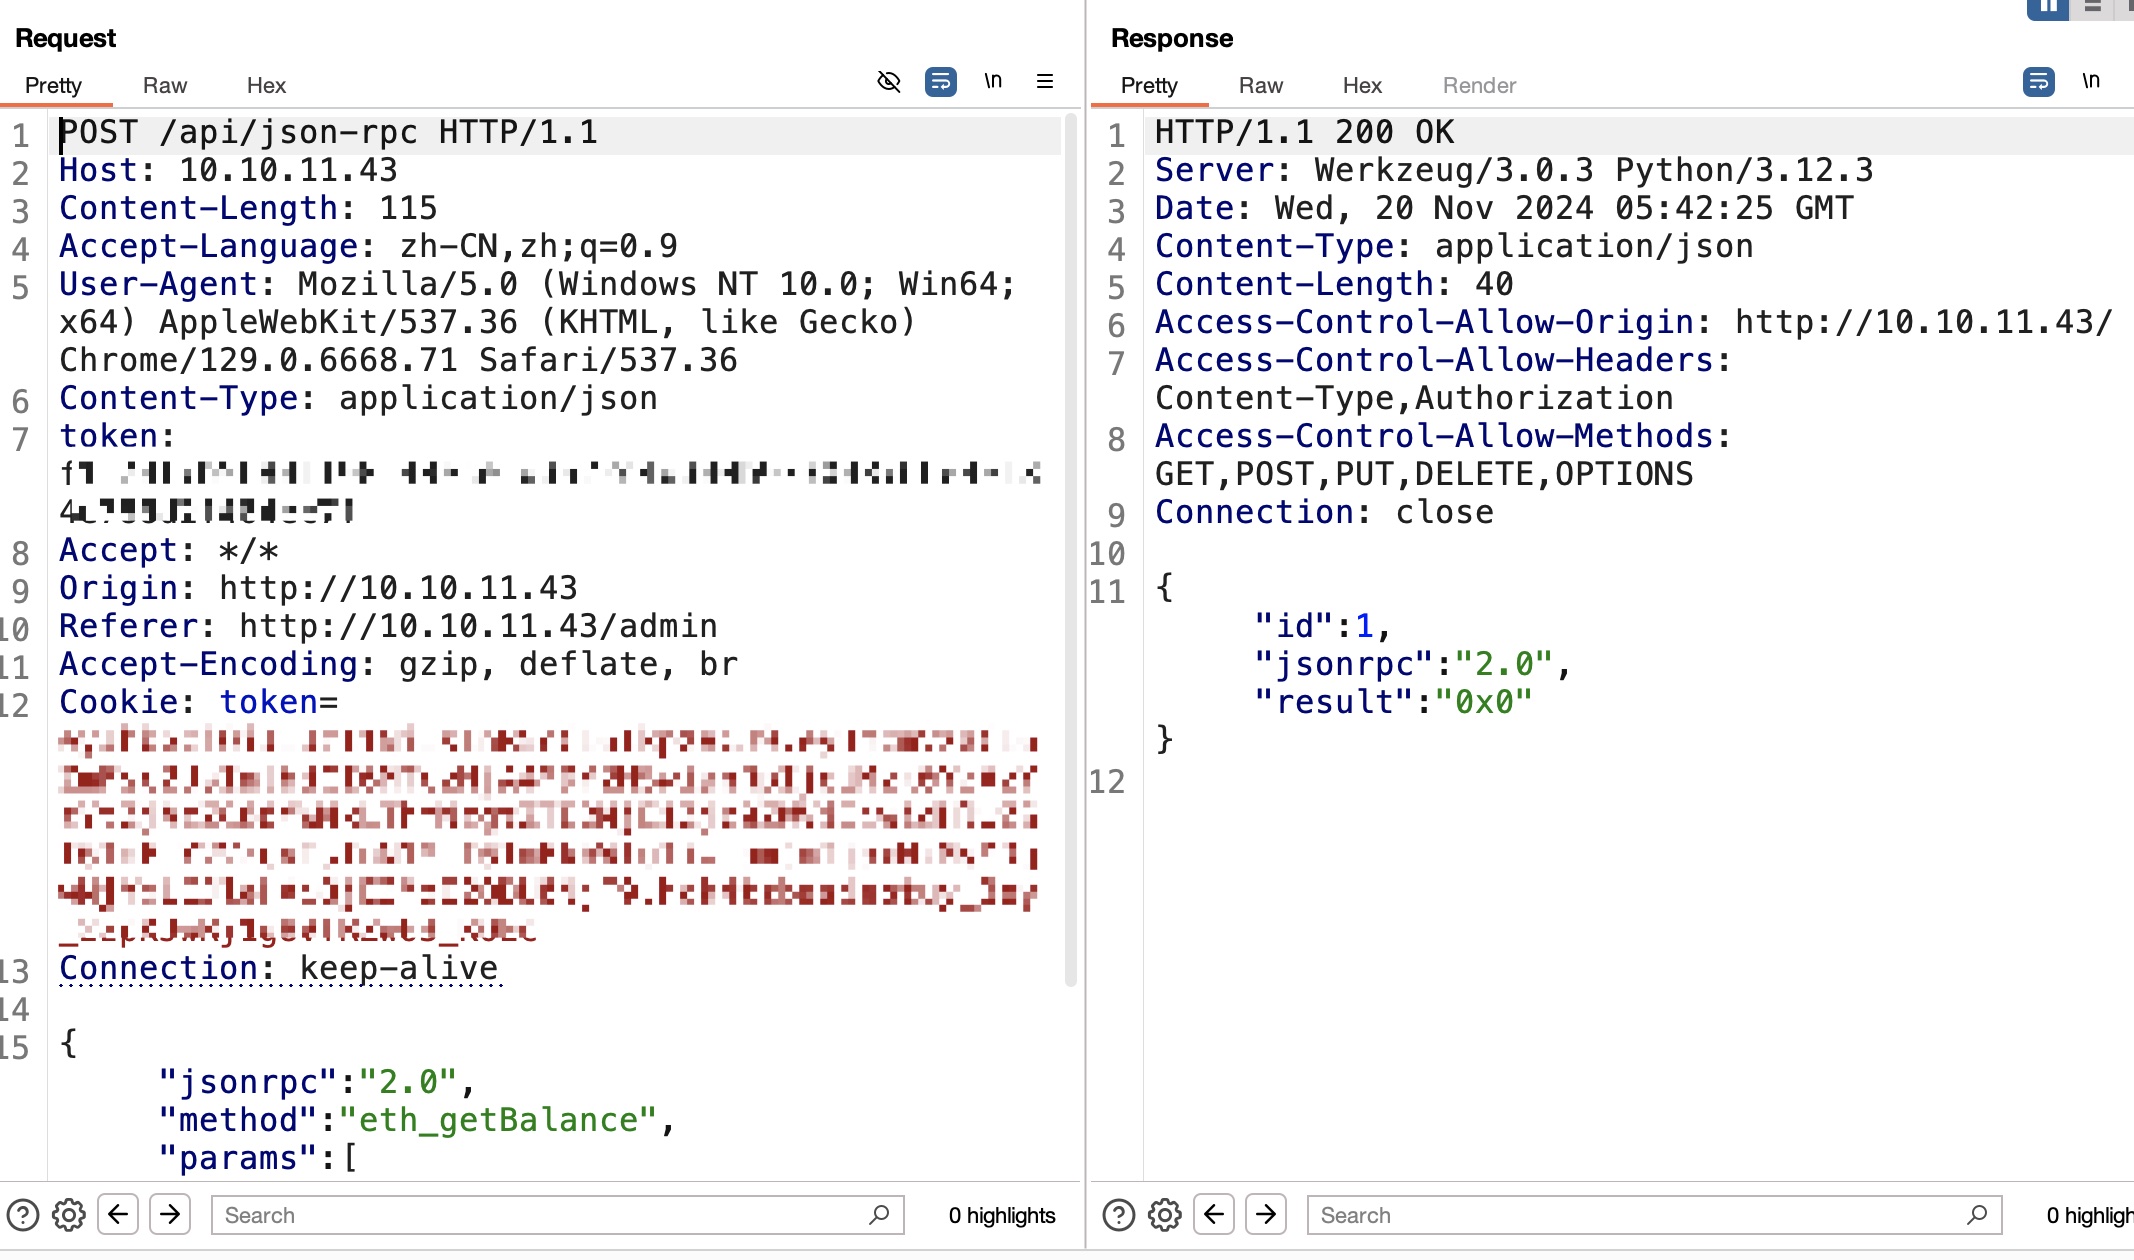 Request
Pretty Raw Hex \n
1 POST /api/json-rpc HTTP/1.1
2 Host: 10.10.11.43
3 Content-Length: 115
4 Accept-Language: zh-CN,zh;q=0.9
5 User-Agent: Mozilla/5.0 (Windows NT 10.0; Win64;
x64) AppleWebKit/537.36 (KHTML, like Gecko)
Chrome/129.0.6668.71 Safari/537.36
6 Content-Type: application/json
7 token:
8 Accept: */*
9 Origin: http://10.10.11.43
10 Referer: http://10.10.11.43/admin
11 Accept-Encoding: gzip, deflate, br
12 Cookie: token=
13 Connection: keep-alive
14
15 {
"jsonrpc":"2.0",
"method":"eth_getBalance",
"params":[
Search 0 highlights
Response
Pretty Raw Hex Render \n
1 HTTP/1.1 200 OK
2 Server: Werkzeug/3.0.3 Python/3.12.3
3 Date: Wed, 20 Nov 2024 05:42:25 GMT
4 Content-Type: application/json
5 Content-Length: 40
6 Access-Control-Allow-Origin: http://10.10.11.43/
7 Access-Control-Allow-Headers:
Content-Type,Authorization
8 Access-Control-Allow-Methods:
GET,POST,PUT,DELETE,OPTIONS
9 Connection: close
10
11 {
"id":1,
"jsonrpc":"2.0",
"result":"0x0"
}
12
Search 0 highligh